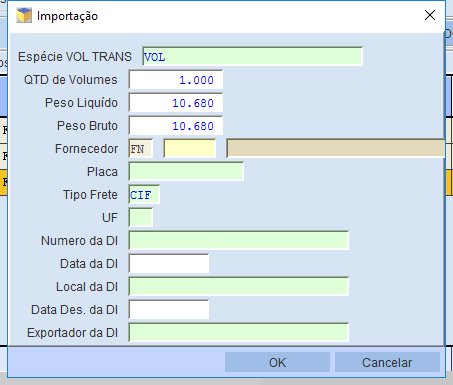 Importação
Espécie VOL TRANS VOL
QTD de Volumes 1.000
Peso Liquído 10.680
Peso Bruto 10.680
Fornecedor FN
Placa
Tipo Frete CIF
UF
Numero da DI
Data da DI
Local da DI
Data Des. da DI
Exportador da DI
OK Cancelar